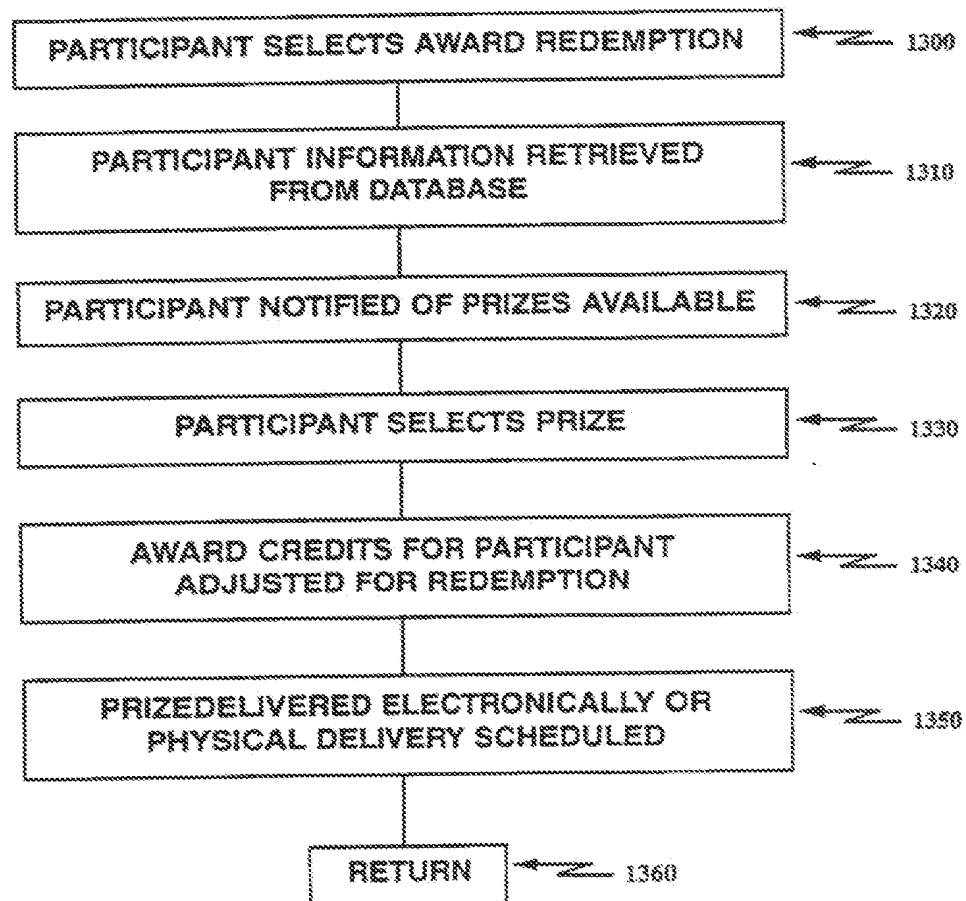 PARTICIPANT SELECTS AWARD REDEMPTION
1300
PARTICIPANT INFORMATION RETRIEVED
FROM DATABASE
1310
PARTICIPANT NOTIFIED OF PRIZES AVAILABLE
1320
PARTICIPANT SELECTS PRIZE
1330
AWARD CREDITS FOR PARTICIPANT
ADJUSTED FOR REDEMPTION
1340
PRIZEDELIVERED ELECTRONICALLY OR
PHYSICAL DELIVERY SCHEDULED
1350
RETURN
1360